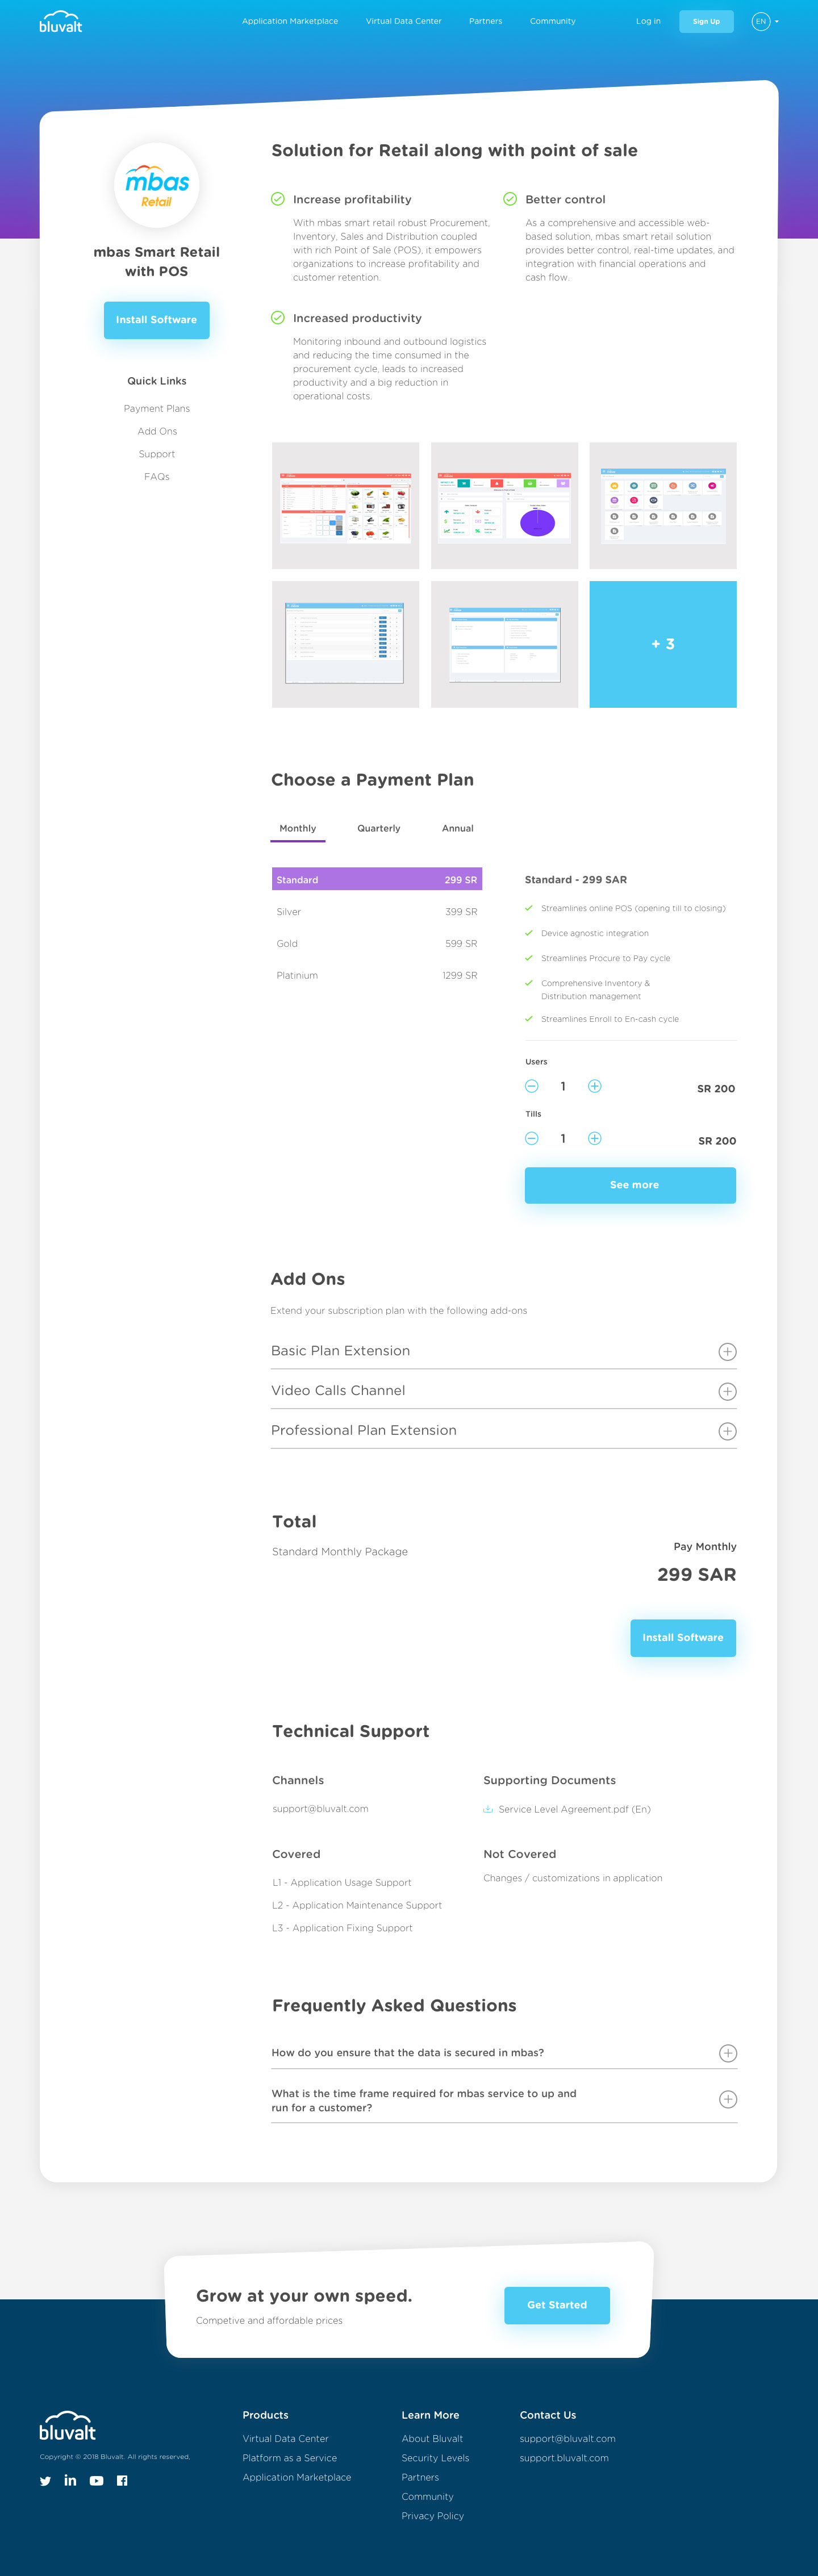 bluvalt
Application Marketplace
Virtual Data Center
Partners
Community
Log in
Sign Up
EN
mbas
Retail
mbas Smart Retail
with POS
Install Software
Quick Links
Payment Plans
Add Ons
Support
FAQs
Solution for Retail along with point of sale
Increase profitability
With mbas smart retail robust Procurement,
Inventory, Sales and Distribution coupled
with rich Point of Sale (POS), it empowers
organizations to increase profitability and
customer retention.
Better control
As a comprehensive and accessible web-
based solution, mbas smart retail solution
provides better control, real-time updates, and
integration with financial operations and
cash flow.
Increased productivity
Monitoring inbound and outbound logistics
and reducing the time consumed in the
procurement cycle, leads to increased
productivity and a big reduction in
operational costs.
+ 3
Choose a Payment Plan
Monthly
Quarterly
Annual
Standard 299 SR
Silver 399 SR
Gold 599 SR
Platinium 1299 SR
Standard - 299 SAR
Streamlines online POS (opening till to closing)
Device agnostic integration
Streamlines Procure to Pay cycle
Comprehensive Inventory &
Distribution management
Streamlines Enroll to En-cash cycle
Users
1 SR 200
Tills
1 SR 200
See more
Add Ons
Extend your subscription plan with the following add-ons
Basic Plan Extension
Video Calls Channel
Professional Plan Extension
Total
Standard Monthly Package
Pay Monthly
299 SAR
Install Software
Technical Support
Channels
support@bluvalt.com
Supporting Documents
Service Level Agreement.pdf (En)
Covered
L1 - Application Usage Support
L2 - Application Maintenance Support
L3 - Application Fixing Support
Not Covered
Changes / customizations in application
Frequently Asked Questions
How do you ensure that the data is secured in mbas?
What is the time frame required for mbas service to up and
run for a customer?
Grow at your own speed.
Competive and affordable prices
Get Started
bluvalt
Copyright © 2018 Bluvalt. All rights reserved,
Products
Virtual Data Center
Platform as a Service
Application Marketplace
Learn More
About Bluvalt
Security Levels
Partners
Community
Privacy Policy
Contact Us
support@bluvalt.com
support.bluvalt.com